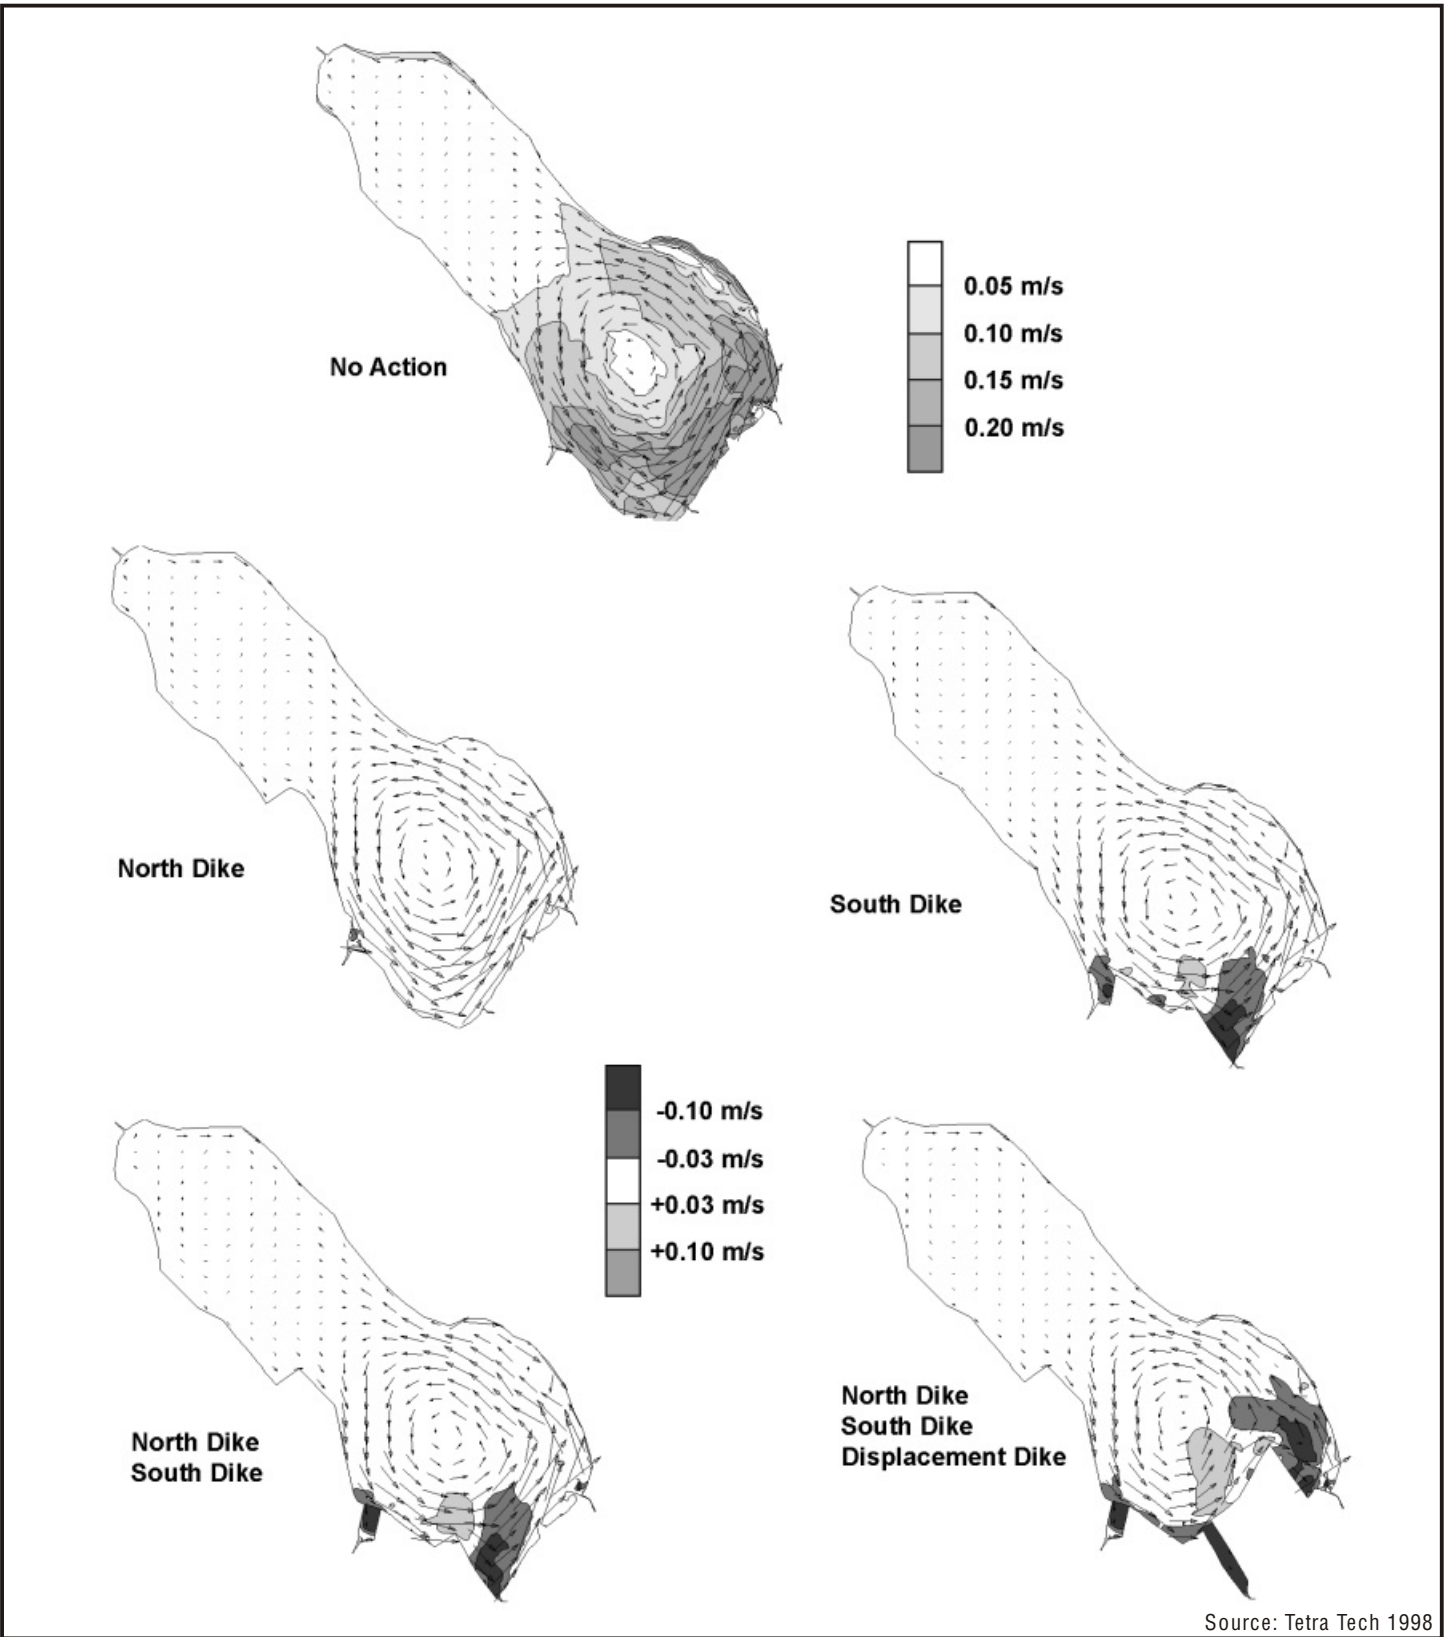 0.05 m/s
0.10 m/s
No Action
0.15 m/s
0.20 m/s
North Dike
South Dike
-0.10 m/s
-0.03 m/s
+0.03 m/s
+0.10 m/s
North Dike
South Dike
North Dike
South Dike
Displacement Dike
Source: Tetra Tech 1998